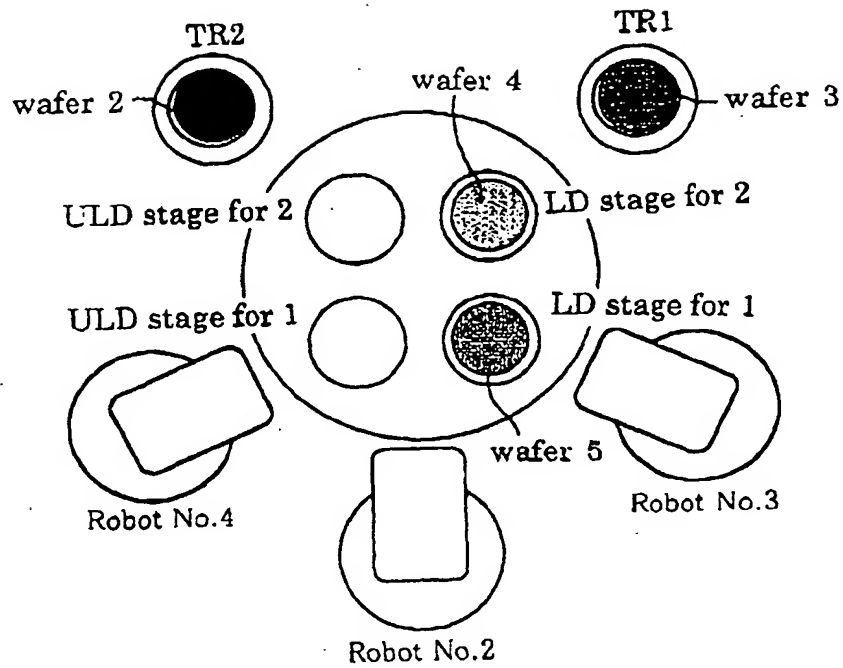 TR2
TR1
wafer 4
wafer 2
wafer 3
ULD stage for 2
LD stage for 2
ULD stage for 1
LD stage for 1
wafer 5
Robot No.4
Robot No.3
Robot No.2